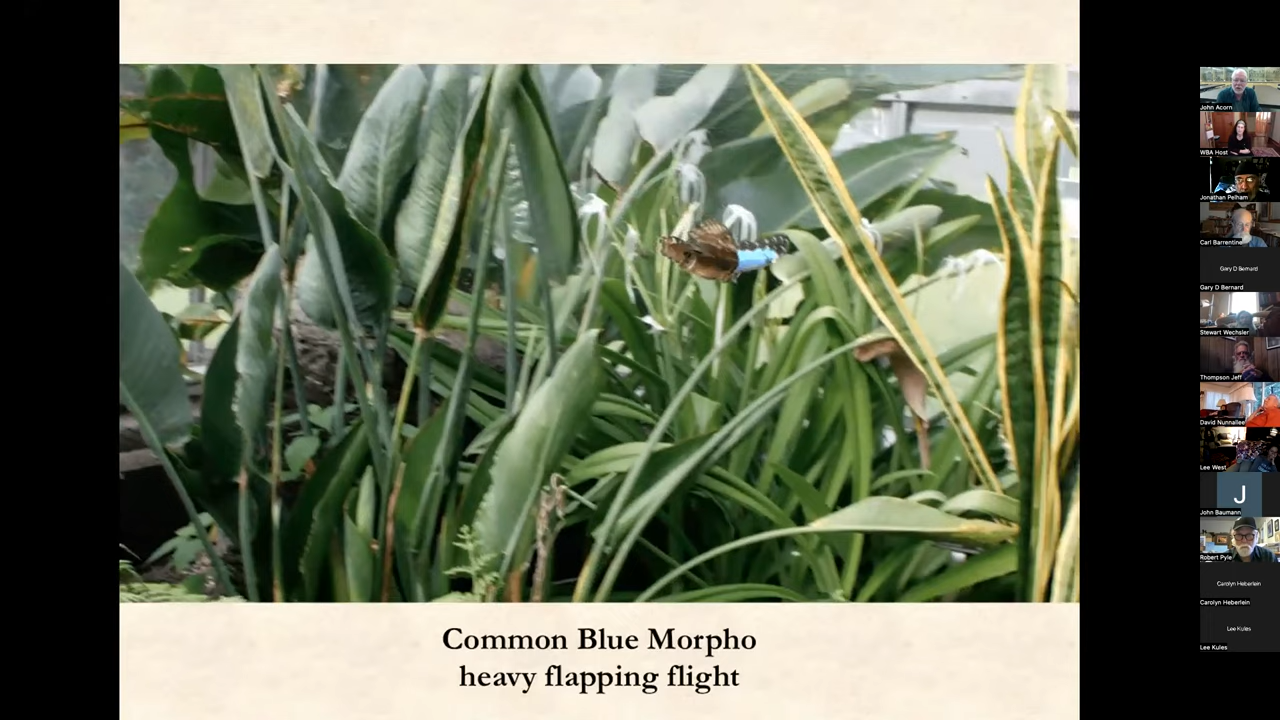 Common Blue Morpho
heavy flapping flight
John Acorn
WBA Host
Jonathan Pelham
Carl Barrentine
Gary D Bernard
Gary D Bernard
Stewart Wechsler
Thompson Jeff
David Nunnallee
Lee West
J
John Baumann
Robert Pyle
Carolyn Heberlein
Carolyn Heberlein
Lee Kules
Lee Kules